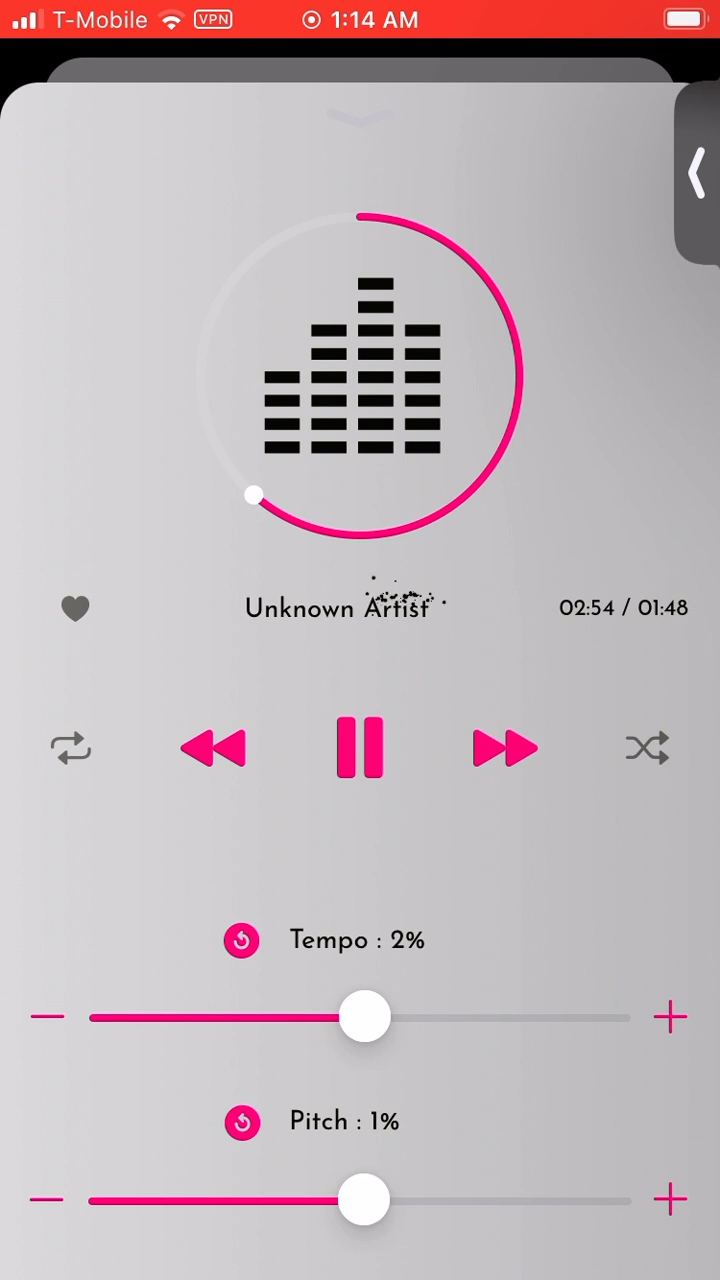 T-Mobile VPN 1:14 AM
Unknown Artist
02:54 / 01:48
Tempo : 2%
Pitch : 1%